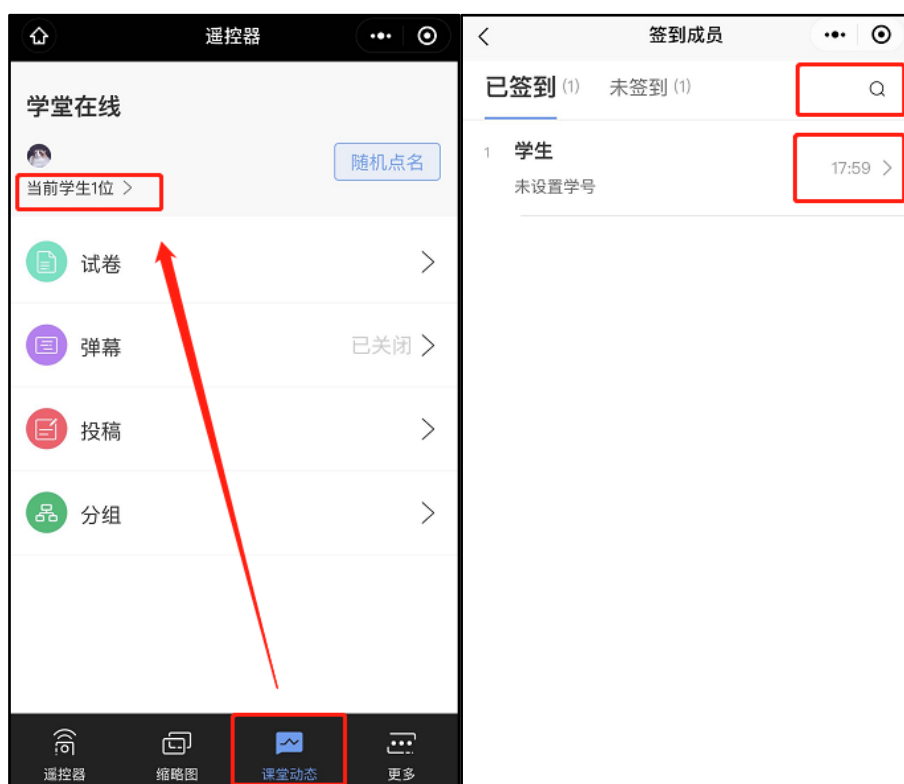 遥控器
学堂在线
随机点名
当前学生1位
试卷
弹幕
已关闭
投稿
分组
遥控器
缩略图
课堂动态
更多
签到成员
已签到 (1)
未签到 (1)
1
学生
17:59
未设置学号